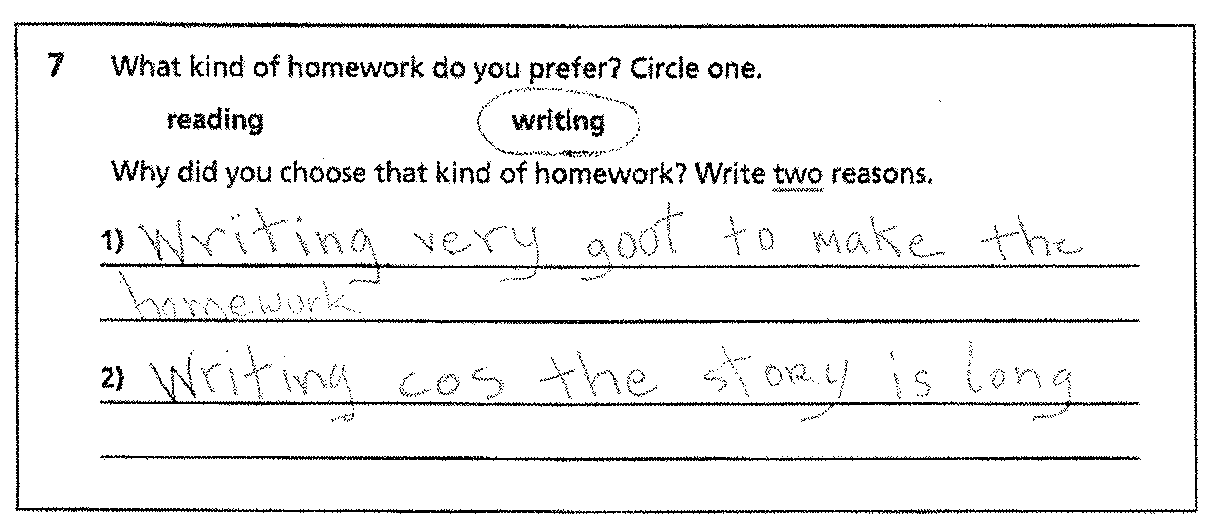 7 What kind of homework do you prefer? Circle one.
reading writing
Why did you choose that kind of homework? Write two reasons.
1) Writing very goot to make the
homework
2) Writing cos the story is long